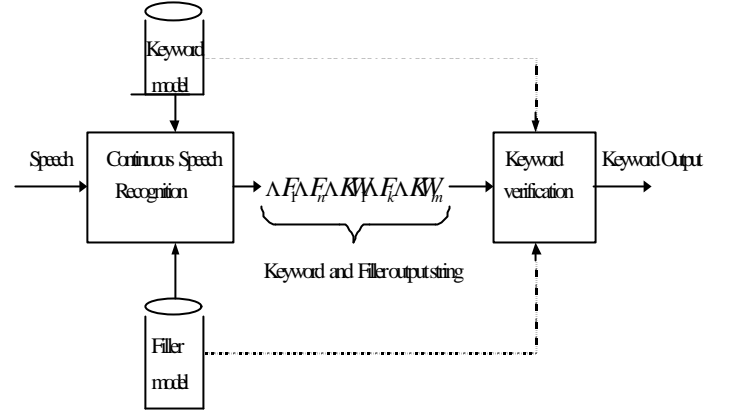 Keyword
model
Speech
Continuous Speech
Recognition
ΛF₁ΛFₙΛKW₁ΛFₖΛKWₘ
Keyword
verification
Keyword Output
Keyword and Filler output string
Filler
model